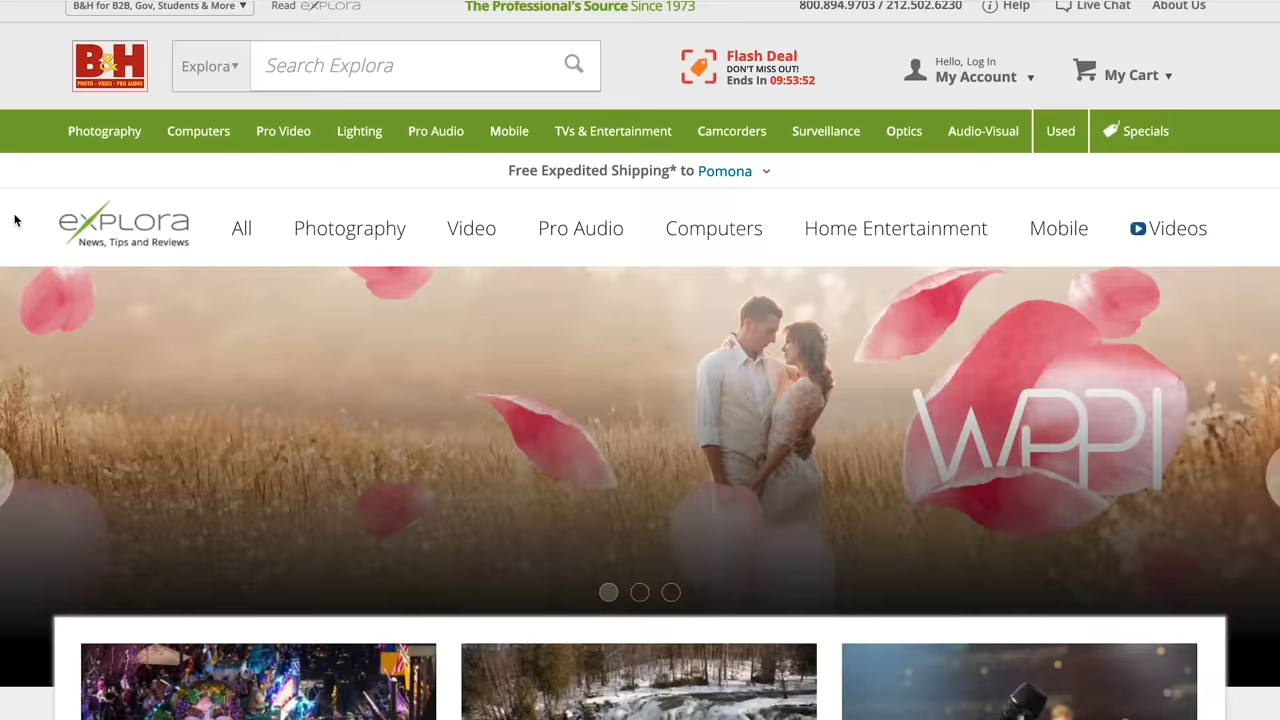 B&H for B2B, Gov, Students & More ▼
Read eXPLORA
The Professional's Source Since 1973
800.894.9703 / 212.502.6230
Help
Live Chat
About Us
B&H
PHOTO - VIDEO - PRO AUDIO
Explora ▼
Search Explora
Flash Deal
DON'T MISS OUT!
Ends In 09:53:52
Hello, Log In
My Account ▼
My Cart ▼
Photography Computers Pro Video Lighting Pro Audio Mobile TVs & Entertainment Camcorders Surveillance Optics Audio-Visual Used Specials
Free Expedited Shipping* to Pomona
eXPLORA
News, Tips and Reviews
All Photography Video Pro Audio Computers Home Entertainment Mobile Videos
WPPI